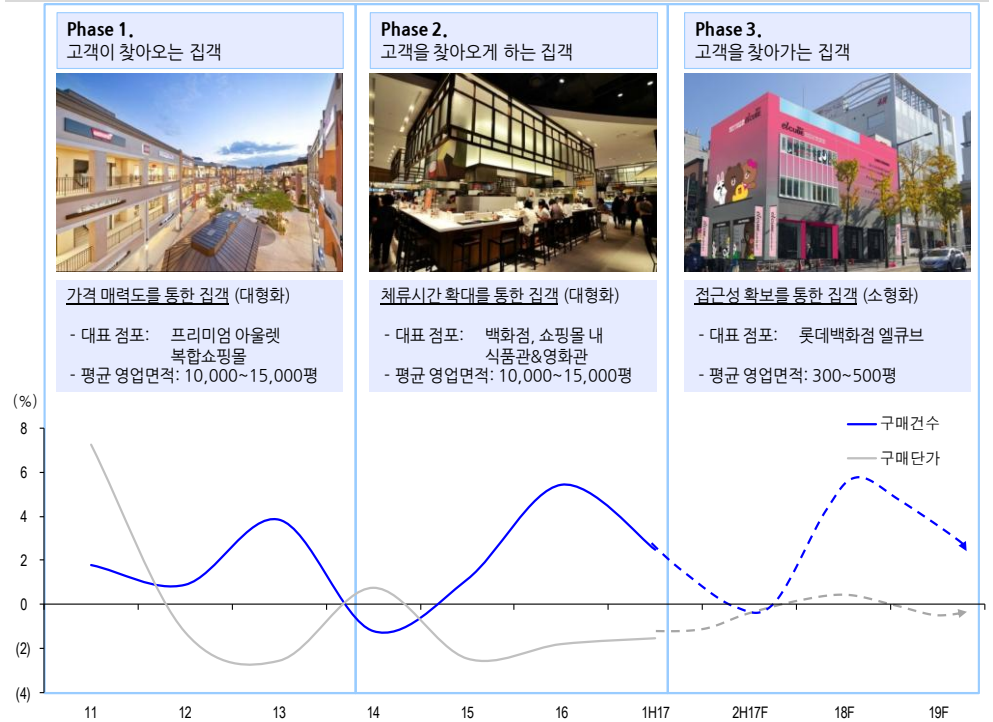 Phase 1.
고객이 찾아오는 집객
Phase 2.
고객을 찾아오게 하는 집객
Phase 3.
고객을 찾아가는 집객
가격 매력도를 통한 집객 (대형화)
- 대표 점포: 프리미엄 아울렛
복합쇼핑몰
- 평균 영업면적: 10,000~15,000평
체류시간 확대를 통한 집객 (대형화)
- 대표 점포: 백화점, 쇼핑몰 내
식품관&영화관
- 평균 영업면적: 10,000~15,000평
접근성 확보를 통한 집객 (소형화)
- 대표 점포: 롯데백화점 엘큐브
- 평균 영업면적: 300~500평
(%)
구매건수
구매단가
8
6
4
2
0
(2)
(4)
11 12 13 14 15 16 1H17 2H17F 18F 19F